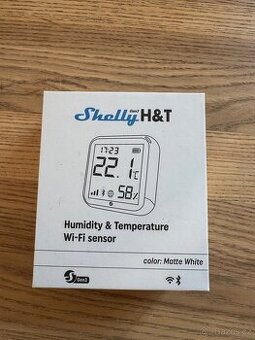 Shelly Gen3 H&T
17:23
22.1°C
58%
Humidity & Temperature
Wi-Fi sensor
color: Matte White
Gen3